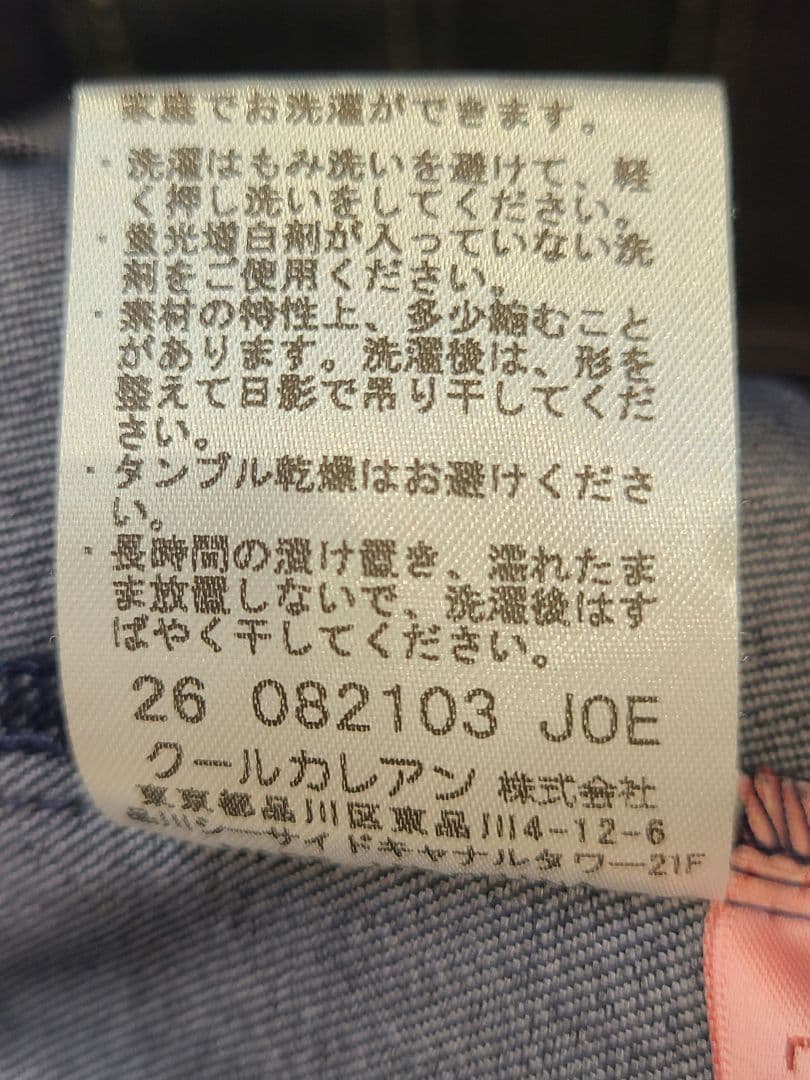 家庭でお洗濯ができます。
・洗濯はもみ洗いを避けて、軽
く押し洗いをしてください。
・蛍光増白剤が入っていない洗
剤をご使用ください。
・素材の特性上、多少縮むこと
があります。洗濯後は、形を
整えて日影で吊り干してくだ
さい。
・タンブル乾燥はお避けくださ
い。
・長時間の漬け置き、濡れたま
ま放置しないで、洗濯後はす
ばやく干してください。
26 082103 JOE
クールカレアン 株式会社
東京都品川区東品川4-12-6
品川シーサイドキャナルタワー21F